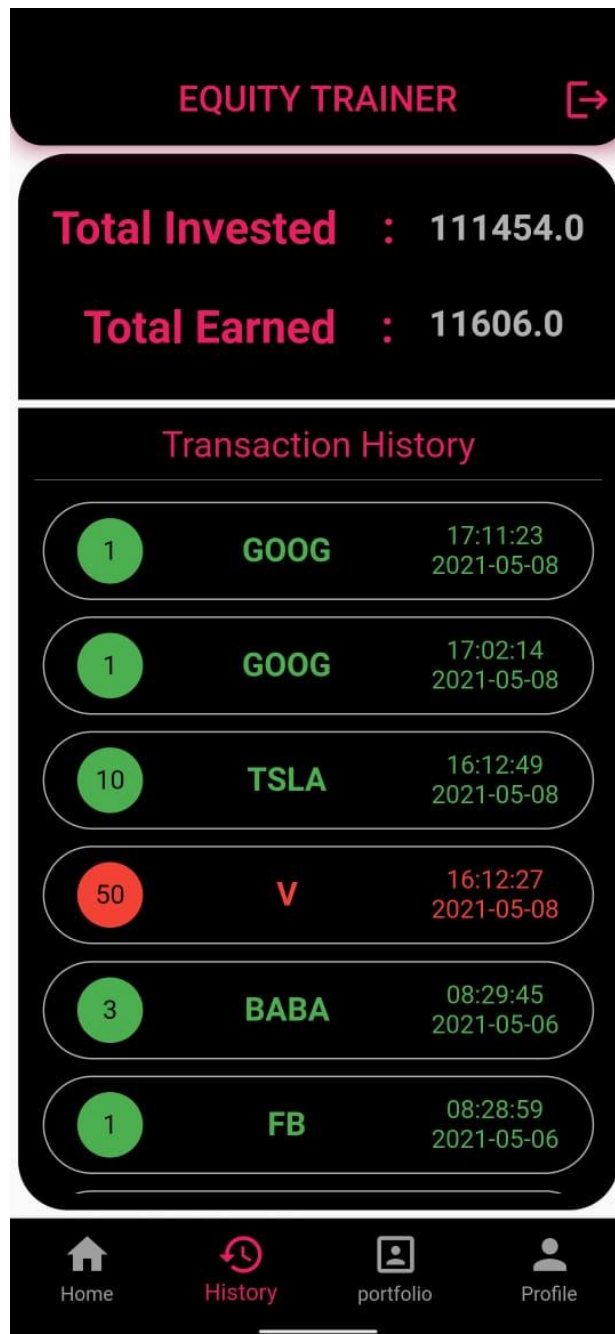 EQUITY TRAINER
Total Invested : 111454.0
Total Earned : 11606.0
Transaction History
1 GOOG 17:11:23
2021-05-08
1 GOOG 17:02:14
2021-05-08
10 TSLA 16:12:49
2021-05-08
50 V 16:12:27
2021-05-08
3 BABA 08:29:45
2021-05-06
1 FB 08:28:59
2021-05-06
Home History portfolio Profile